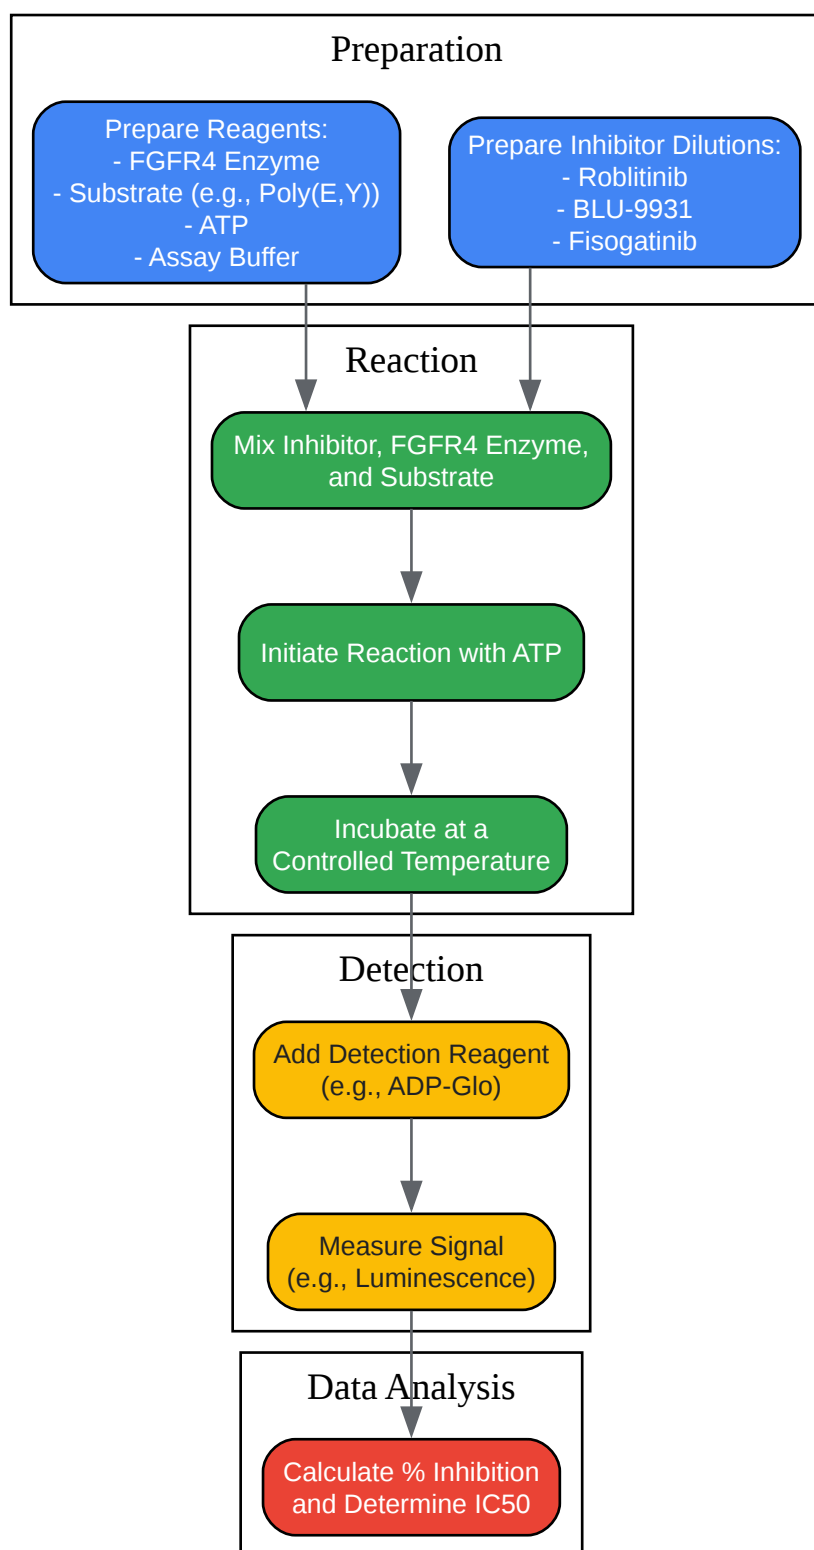 Preparation
Prepare Reagents:
- FGFR4 Enzyme
- Substrate (e.g., Poly(E,Y))
- ATP
- Assay Buffer
Prepare Inhibitor Dilutions:
- Roblitinib
- BLU-9931
- Fisogatinib
Reaction
Mix Inhibitor, FGFR4 Enzyme,
and Substrate
Initiate Reaction with ATP
Incubate at a
Controlled Temperature
Detection
Add Detection Reagent
(e.g., ADP-Glo)
Measure Signal
(e.g., Luminescence)
Data Analysis
Calculate % Inhibition
and Determine IC50